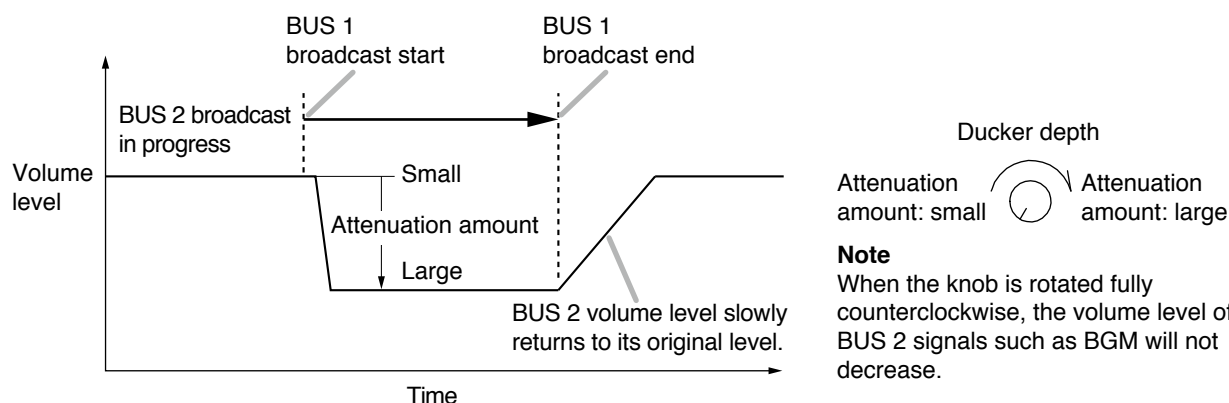 BUS 1
broadcast start
BUS 1
broadcast end
BUS 2 broadcast
in progress
Volume
level
Small
Attenuation amount
Large
BUS 2 volume level slowly
returns to its original level.
Time
Ducker depth
Attenuation
amount: small
Attenuation
amount: large
Note
When the knob is rotated fully
counterclockwise, the volume level of
BUS 2 signals such as BGM will not
decrease.